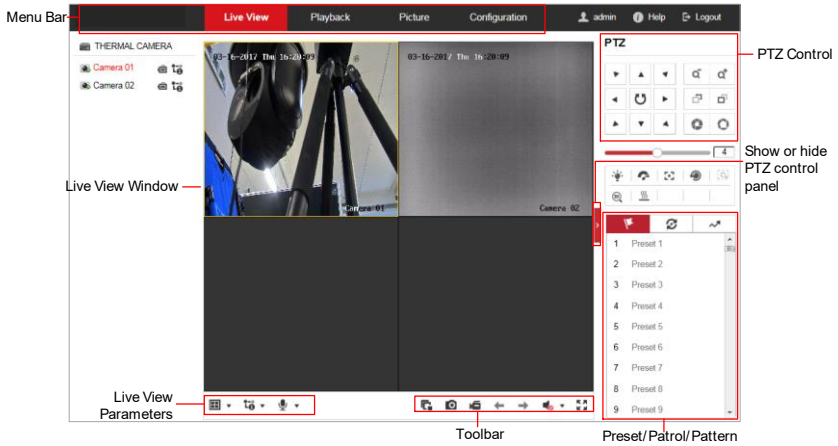 Menu Bar
Live View Playback Picture Configuration admin Help Logout
THERMAL CAMERA
Camera 01
Camera 02
03-16-2017 Thu 16:20:09
03-16-2017 Thu 16:20:09
PTZ
PTZ Control
4
Show or hide
PTZ control
panel
Live View Window
Camera 01
Camera 02
1 Preset 1
2 Preset 2
3 Preset 3
4 Preset 4
5 Preset 5
6 Preset 6
7 Preset 7
8 Preset 8
9 Preset 9
Live View
Parameters
Toolbar
Preset/Patrol/Pattern